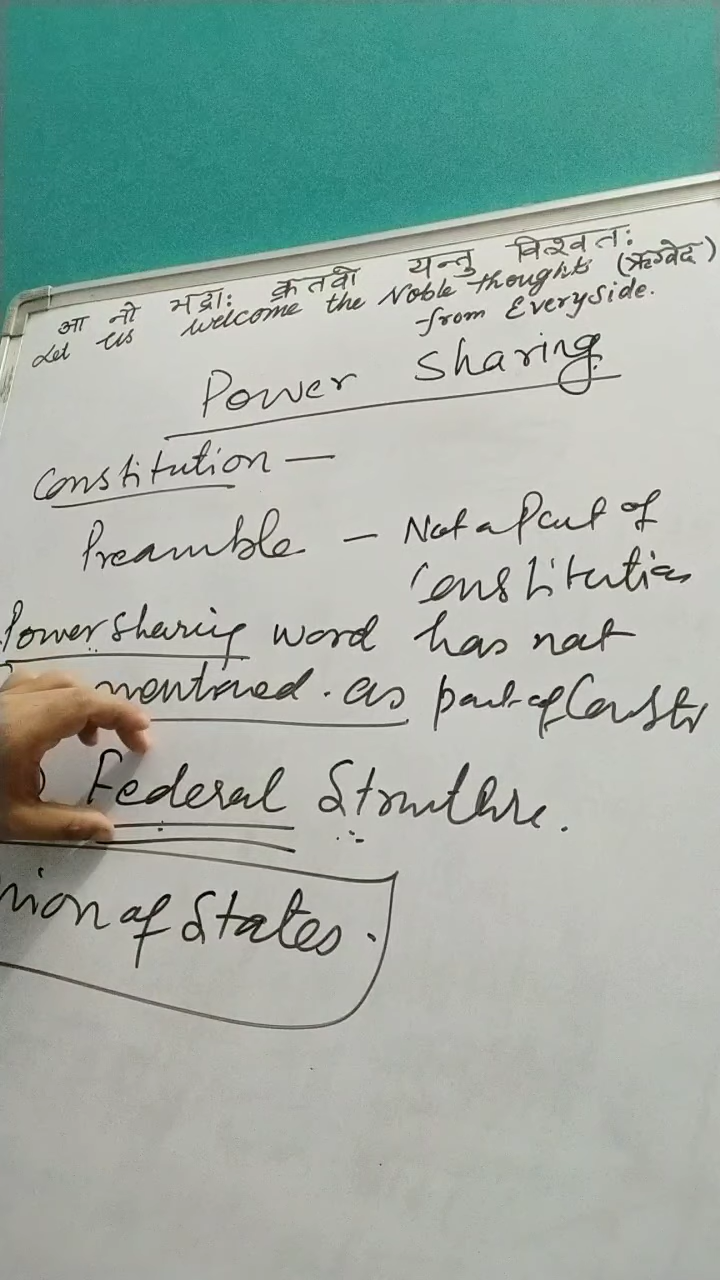 आ नो भद्राः क्रतवो यन्तु विश्वतः (ऋग्वेद)
Let us welcome the Noble thoughts
from Everyside.
Power Sharing
Constitution —
Preamble — Not a Part of
Constitution
Power Sharing word has not
mentioned. as part of Constr
Federal Structure.
nion of States.